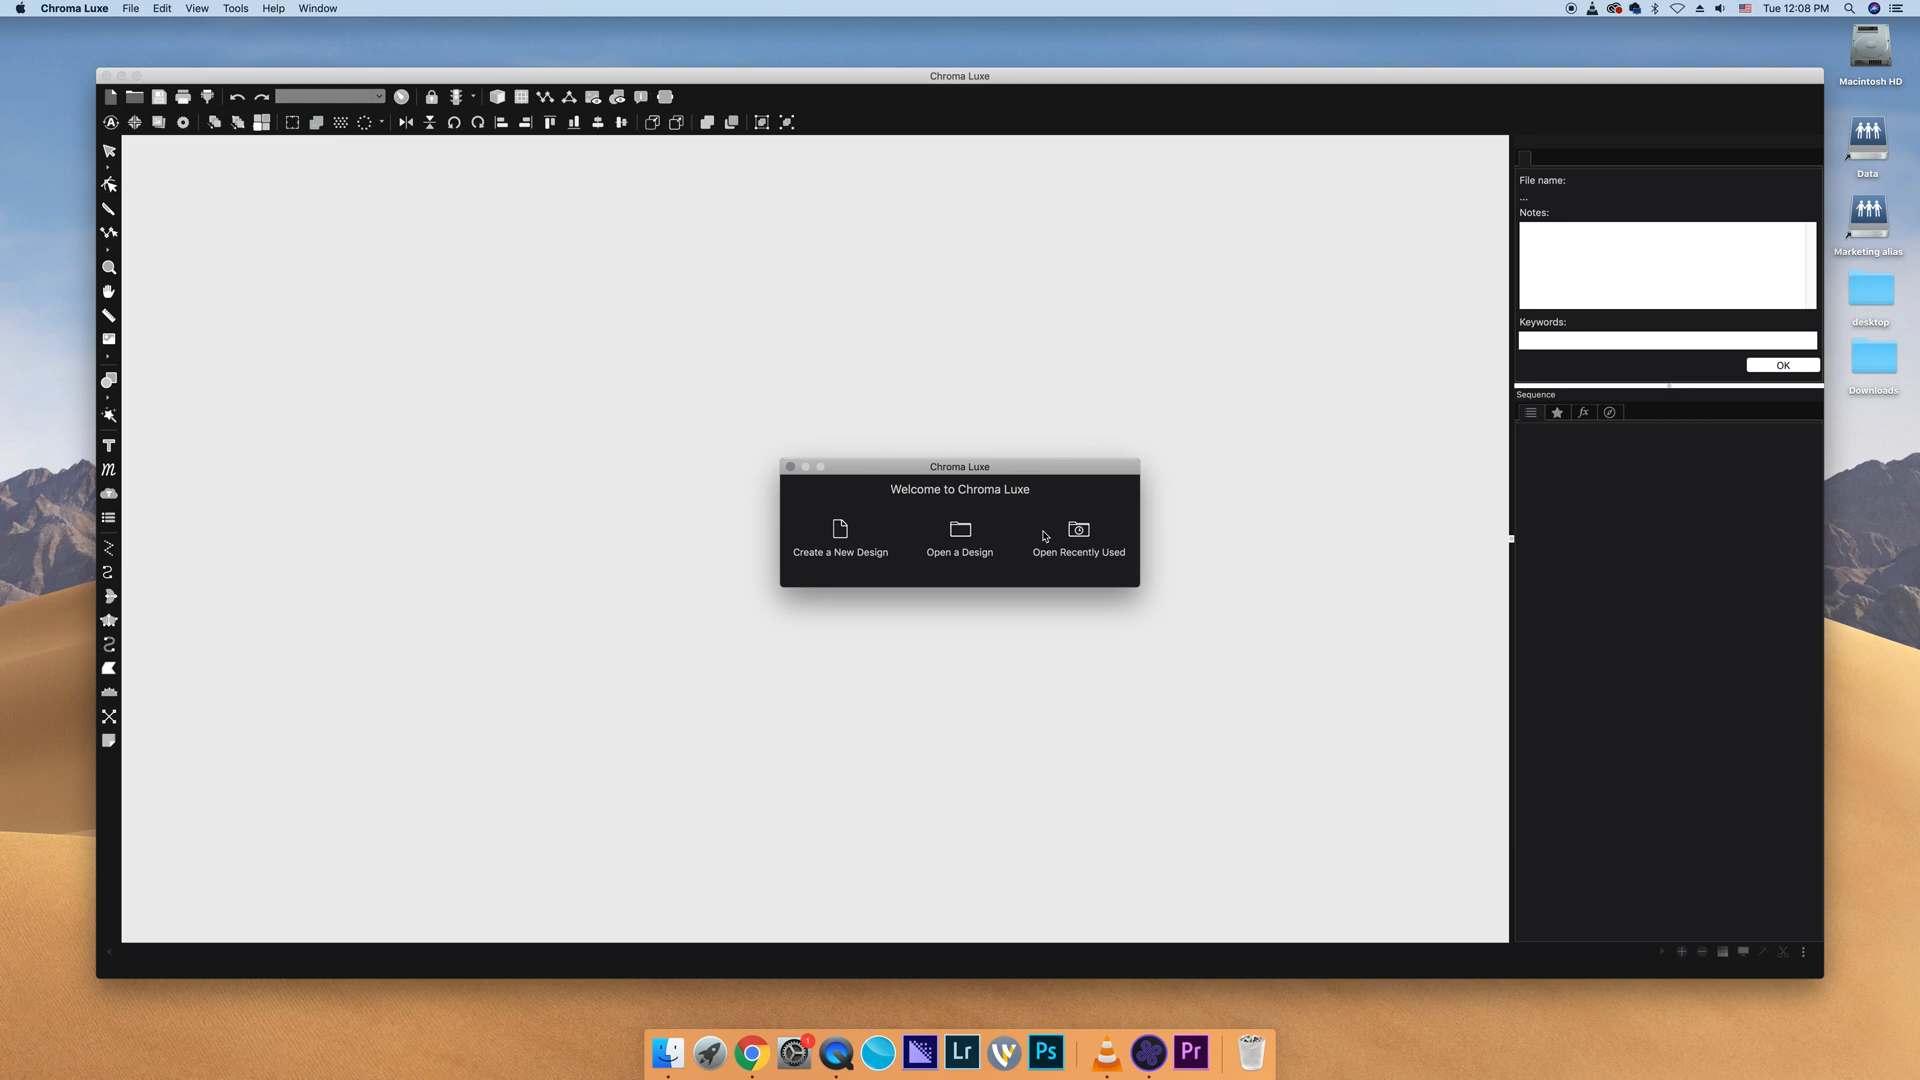 Chroma Luxe File Edit View Tools Help Window
Tue 12:08 PM
Chroma Luxe
Macintosh HD
Data
Marketing alias
desktop
Downloads
File name:
...
Notes:
Keywords:
OK
Sequence
fx
Chroma Luxe
Welcome to Chroma Luxe
Create a New Design
Open a Design
Open Recently Used
T
m
1
Lr
Ps
Pr